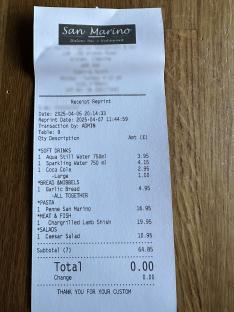 San Marino
Receipt Reprint
Date: 2025-04-05 20:14:33
Reprint Date: 2025-04-07 11:44:59
Transaction by: ADMIN
Table: 8
Qty Description Amt (£)
*SOFT DRINKS
1 Aqua Still Water 750ml 3.95
1 Sparkling Water 750 ml 4.15
1 Coca Cola 2.95
-Large 1.00
*BREAD &NIBBLES
1 Garlic Bread 4.95
-ALL TOGETHER
*PASTA
1 Penne San Marino 16.95
*MEAT & FISH
1 Chargrilled Lamb Shish 19.95
*SALADS
1 Caesar Salad 10.95
Subtotal (7) 64.85
Total 0.00
Change 0.00
THANK YOU FOR YOUR CUSTOM